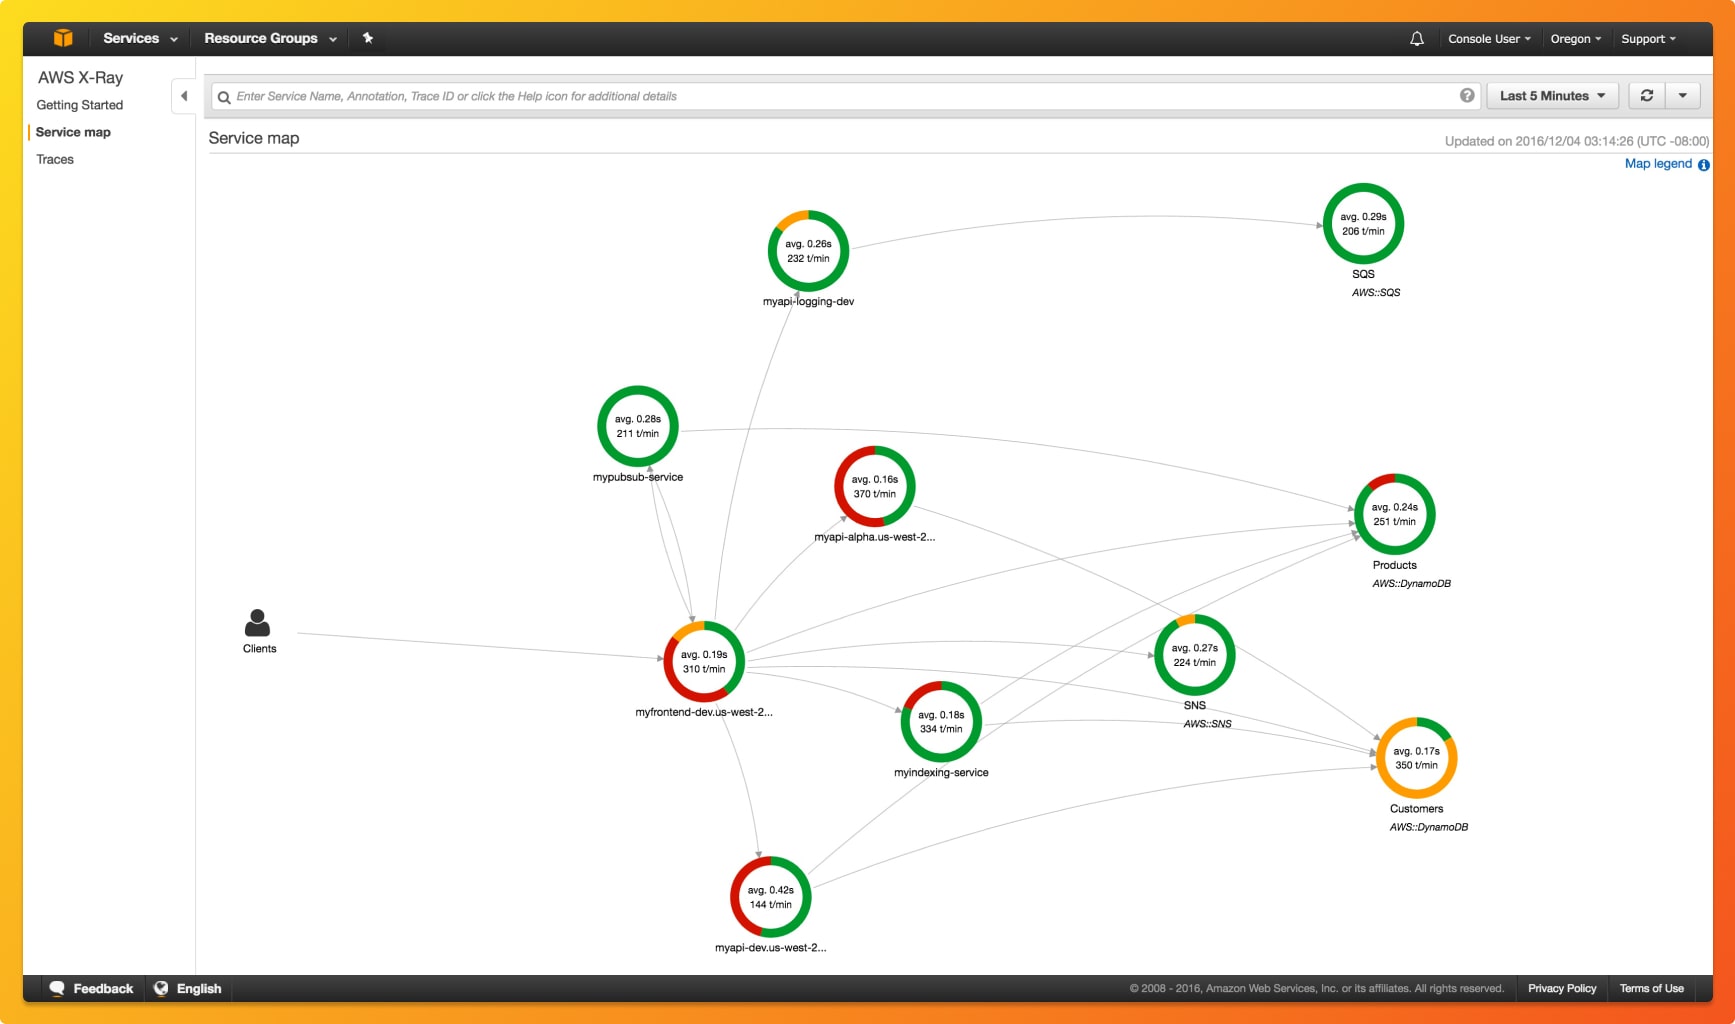 Services
Resource Groups
Console User
Oregon
Support
AWS X-Ray
Getting Started
Service map
Traces
Enter Service Name, Annotation, Trace ID or click the Help icon for additional details
Last 5 Minutes
Service map
Updated on 2016/12/04 03:14:26 (UTC -08:00)
Map legend
avg. 0.29s
206 t/min
SQS
AWS::SQS
avg. 0.26s
232 t/min
myapi-logging-dev
avg. 0.28s
211 t/min
mypubsub-service
avg. 0.16s
370 t/min
myapi-alpha.us-west-2...
avg. 0.24s
251 t/min
Products
AWS::DynamoDB
Clients
avg. 0.19s
310 t/min
myfrontend-dev.us-west-2...
avg. 0.27s
224 t/min
SNS
AWS::SNS
avg. 0.18s
334 t/min
myindexing-service
avg. 0.17s
350 t/min
Customers
AWS::DynamoDB
avg. 0.42s
144 t/min
myapi-dev.us-west-2...
Feedback
English
© 2008 - 2016, Amazon Web Services, Inc. or its affiliates. All rights reserved.
Privacy Policy
Terms of Use